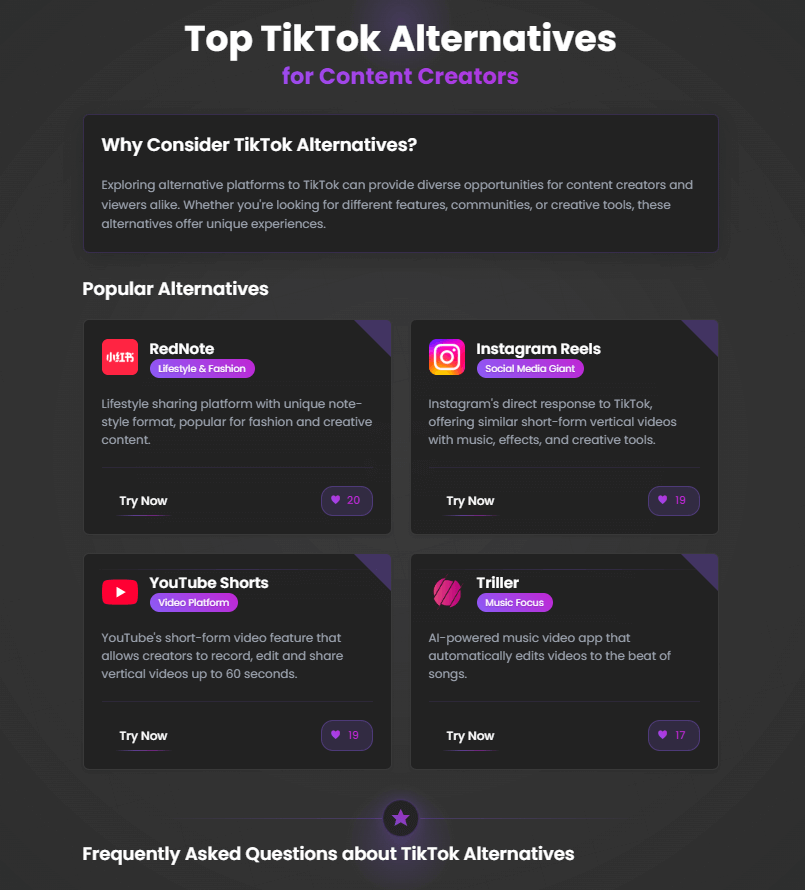 Top TikTok Alternatives
for Content Creators
Why Consider TikTok Alternatives?
Exploring alternative platforms to TikTok can provide diverse opportunities for content creators and
viewers alike. Whether you're looking for different features, communities, or creative tools, these
alternatives offer unique experiences.
Popular Alternatives
小红书
RedNote
Lifestyle & Fashion
Lifestyle sharing platform with unique note-
style format, popular for fashion and creative
content.
Try Now
20
Instagram Reels
Social Media Giant
Instagram's direct response to TikTok,
offering similar short-form vertical videos
with music, effects, and creative tools.
Try Now
19
YouTube Shorts
Video Platform
YouTube's short-form video feature that
allows creators to record, edit and share
vertical videos up to 60 seconds.
Try Now
19
Triller
Music Focus
AI-powered music video app that
automatically edits videos to the beat of
songs.
Try Now
17
Frequently Asked Questions about TikTok Alternatives